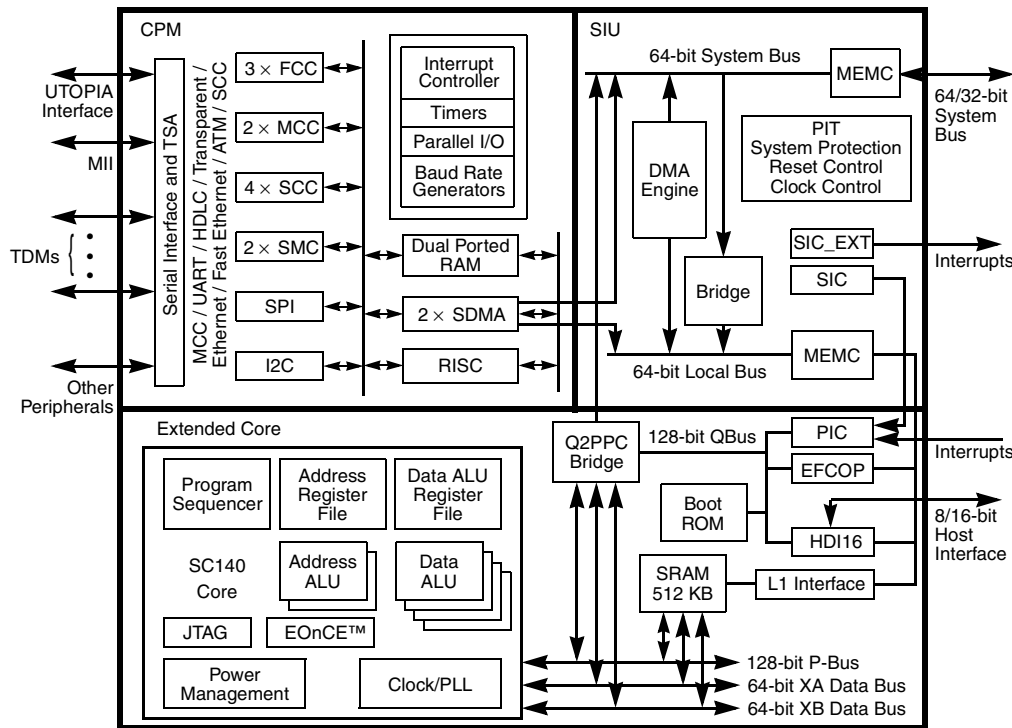 CPM
SIU
UTOPIA
Interface
MII
TDMs
Other
Peripherals
Serial Interface and TSA
MCC / UART / HDLC / Transparent /
Ethernet / Fast Ethernet / ATM / SCC
3 × FCC
2 × MCC
4 × SCC
2 × SMC
SPI
I2C
Interrupt
Controller
Timers
Parallel I/O
Baud Rate
Generators
Dual Ported
RAM
2 × SDMA
RISC
64-bit System Bus
MEMC
64/32-bit
System
Bus
DMA
Engine
PIT
System Protection
Reset Control
Clock Control
SIC_EXT
Interrupts
SIC
Bridge
MEMC
64-bit Local Bus
Extended Core
Program
Sequencer
Address
Register
File
Data ALU
Register
File
SC140
Core
Address
ALU
Data
ALU
JTAG
EOnCE™
Power
Management
Clock/PLL
Q2PPC
Bridge
128-bit QBus
PIC
Interrupts
EFCOP
Boot
ROM
HDI16
8/16-bit
Host
Interface
SRAM
512 KB
L1 Interface
128-bit P-Bus
64-bit XA Data Bus
64-bit XB Data Bus